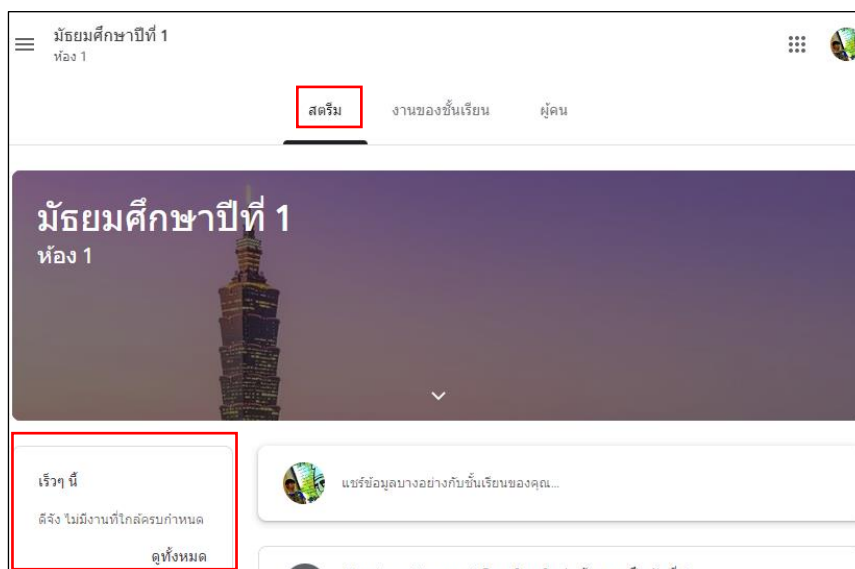 มัธยมศึกษาปีที่ 1
ห้อง 1
สตรีม
งานของชั้นเรียน
ผู้คน
มัธยมศึกษาปีที่ 1
ห้อง 1
เร็วๆ นี้
ดีจัง ไม่มีงานที่ใกล้ครบกำหนด
ดูทั้งหมด
แชร์ข้อมูลบางอย่างกับชั้นเรียนของคุณ...